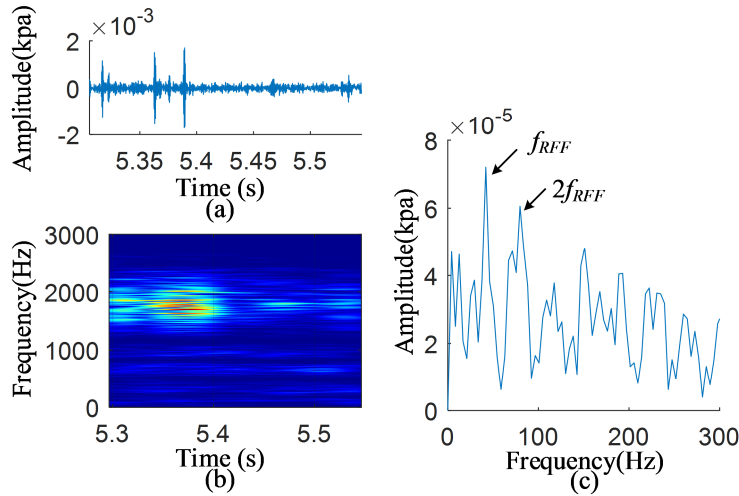 ×10⁻³
Amplitude(kpa)
2
0
-2
5.35 5.4 5.45 5.5
Time (s)
(a)
Frequency(Hz)
3000
2000
1000
0
5.3 5.4 5.5
Time (s)
(b)
×10⁻⁵
Amplitude(kpa)
8
6
4
2
0
fRFF
2fRFF
0 100 200 300
Frequency(Hz)
(c)